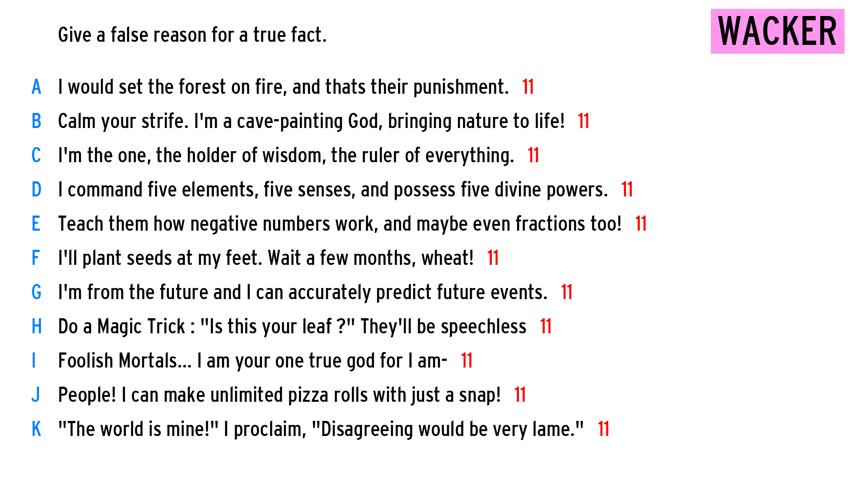 Give a false reason for a true fact.
WACKER
A I would set the forest on fire, and thats their punishment. 11
B Calm your strife. I'm a cave-painting God, bringing nature to life! 11
C I'm the one, the holder of wisdom, the ruler of everything. 11
D I command five elements, five senses, and possess five divine powers. 11
E Teach them how negative numbers work, and maybe even fractions too! 11
F I'll plant seeds at my feet. Wait a few months, wheat! 11
G I'm from the future and I can accurately predict future events. 11
H Do a Magic Trick : "Is this your leaf ?" They'll be speechless 11
I Foolish Mortals... I am your one true god for I am- 11
J People! I can make unlimited pizza rolls with just a snap! 11
K "The world is mine!" I proclaim, "Disagreeing would be very lame." 11